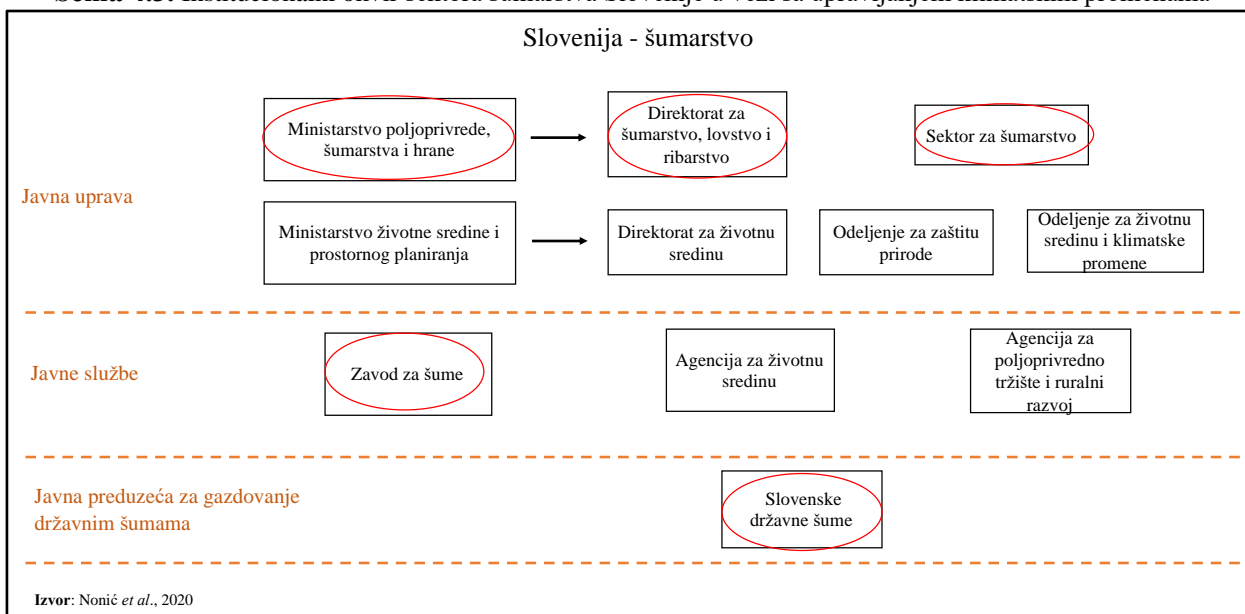 Slovenija - šumarstvo
Ministarstvo poljoprivrede,
šumarstva i hrane
Direktorat za
šumarstvo, lovstvo i
ribarstvo
Sektor za šumarstvo
Javna uprava
Ministarstvo životne sredine i
prostornog planiranja
Direktorat za životnu
sredinu
Odeljenje za zaštitu
prirode
Odeljenje za životnu
sredinu i klimatske
promene
Javne službe
Zavod za šume
Agencija za životnu
sredinu
Agencija za
poljoprivredno
tržište i ruralni
razvoj
Javna preduzeća za gazdovanje
državnim šumama
Slovenske
državne šume
Izvor: Nonić et al., 2020